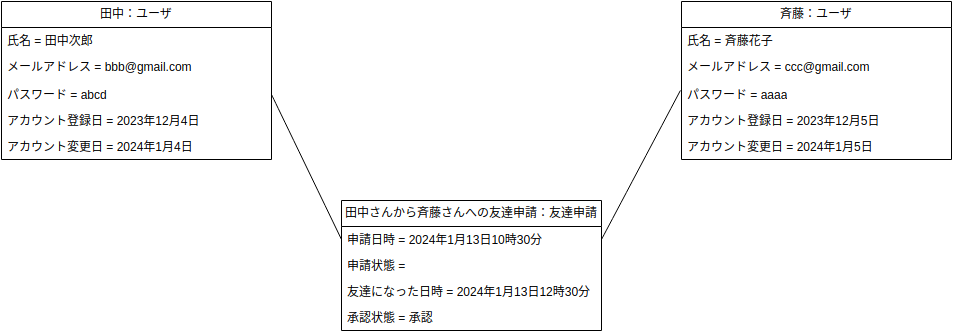 田中：ユーザ
氏名 = 田中次郎
メールアドレス = bbb@gmail.com
パスワード = abcd
アカウント登録日 = 2023年12月4日
アカウント変更日 = 2024年1月4日
斉藤：ユーザ
氏名 = 斉藤花子
メールアドレス = ccc@gmail.com
パスワード = aaaa
アカウント登録日 = 2023年12月5日
アカウント変更日 = 2024年1月5日
田中さんから斉藤さんへの友達申請：友達申請
申請日時 = 2024年1月13日10時30分
申請状態 =
友達になった日時 = 2024年1月13日12時30分
承認状態 = 承認